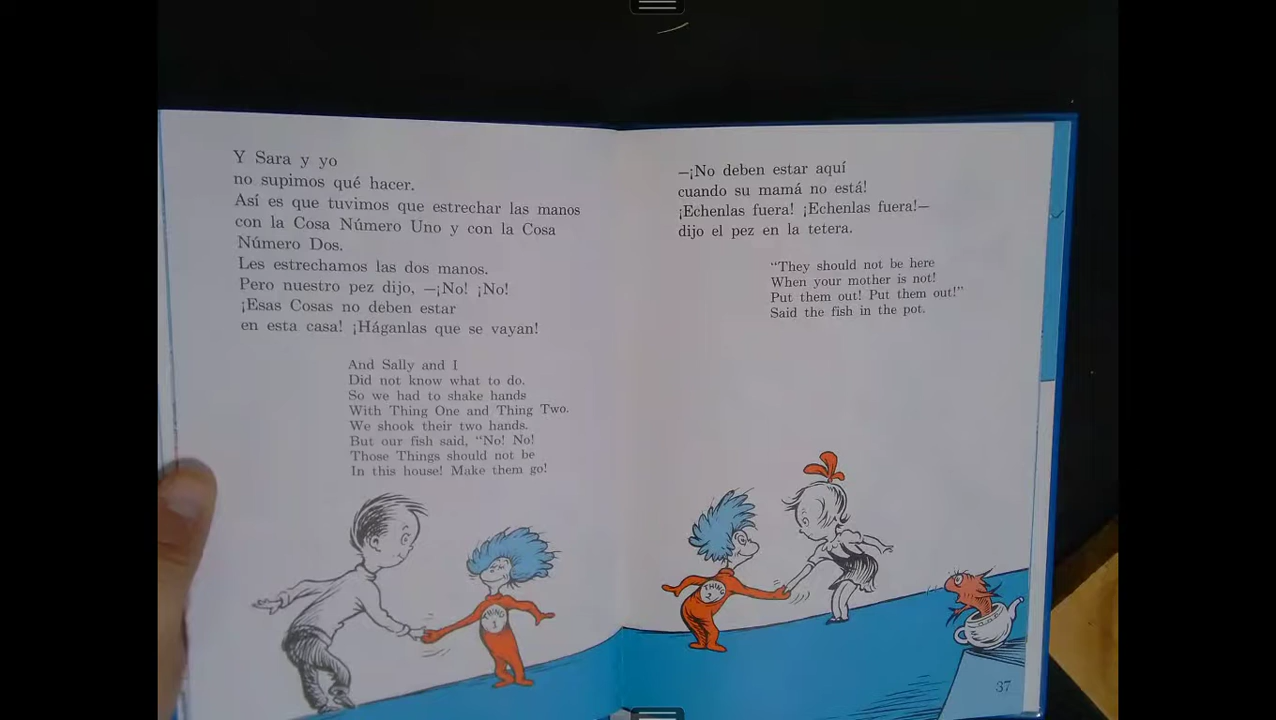 Y Sara y yo
no supimos qué hacer.
Así es que tuvimos que estrechar las manos
con la Cosa Número Uno y con la Cosa
Número Dos.
Les estrechamos las dos manos.
Pero nuestro pez dijo, —¡No! ¡No!
¡Esas Cosas no deben estar
en esta casa! ¡Háganlas que se vayan!
And Sally and I
Did not know what to do.
So we had to shake hands
With Thing One and Thing Two.
We shook their two hands.
But our fish said, “No! No!
Those Things should not be
In this house! Make them go!
THING
1
—¡No deben estar aquí
cuando su mamá no está!
¡Echenlas fuera! ¡Echenlas fuera!—
dijo el pez en la tetera.
“They should not be here
When your mother is not!
Put them out! Put them out!”
Said the fish in the pot.
THING
2
37